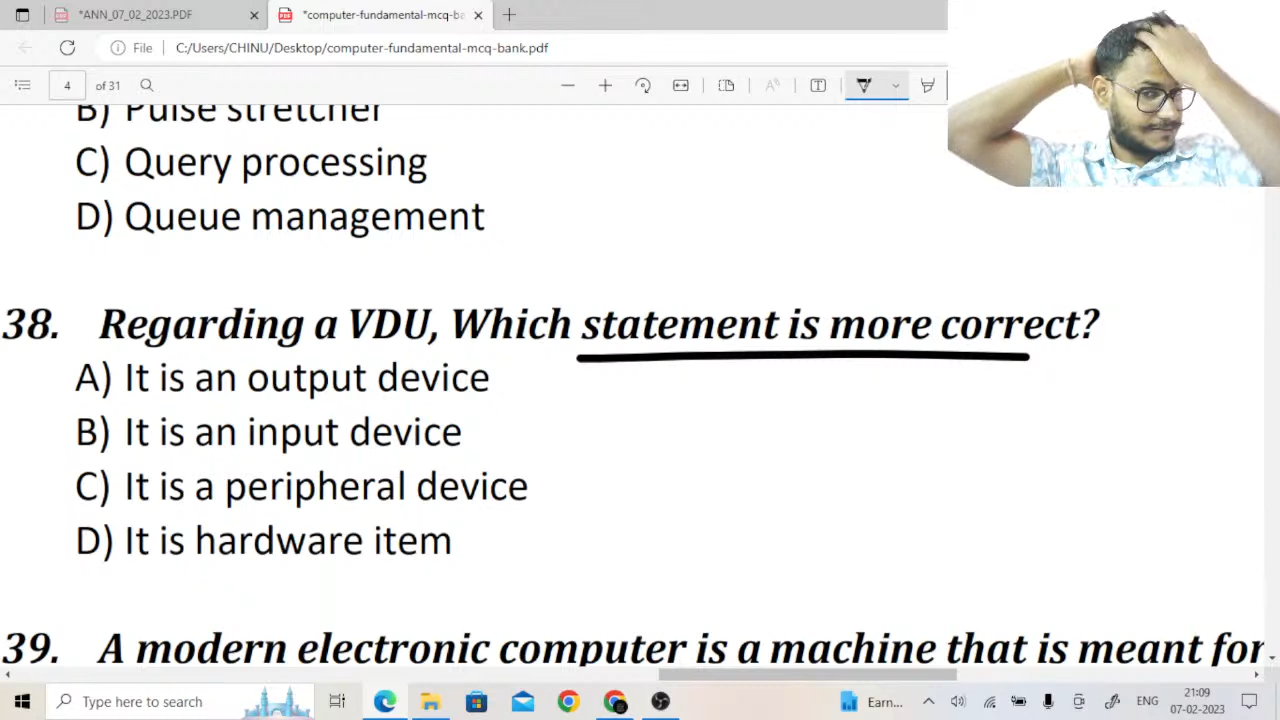 *ANN_07_02_2023.PDF
*computer-fundamental-mcq-ba
File
C:/Users/CHINU/Desktop/computer-fundamental-mcq-bank.pdf
4 of 31
B) Pulse stretcher
C) Query processing
D) Queue management
38. Regarding a VDU, Which statement is more correct?
A) It is an output device
B) It is an input device
C) It is a peripheral device
D) It is hardware item
39. A modern electronic computer is a machine that is meant for
Type here to search
Earn...
ENG
21:09
07-02-2023